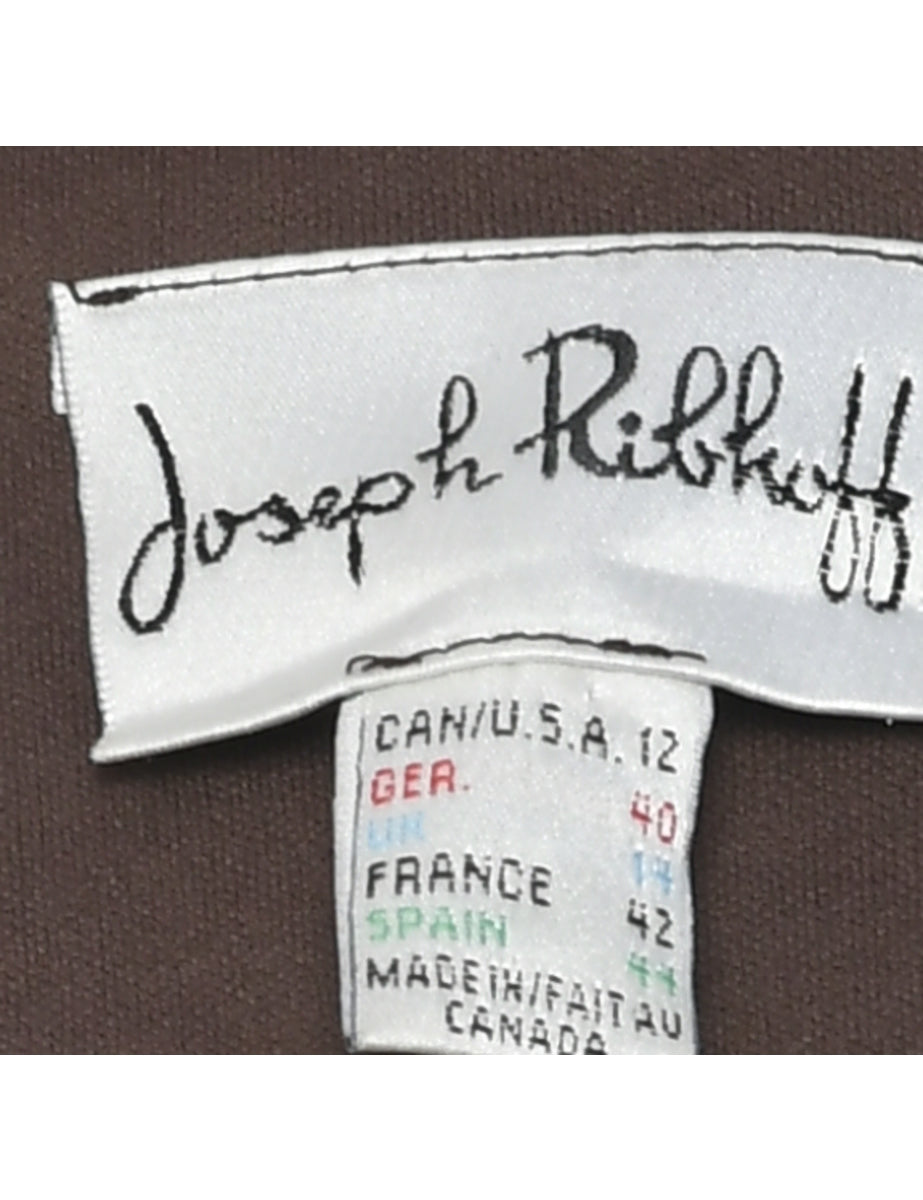 Joseph Ribkoff
CAN/U.S.A. 12
GER. 40
UK 14
FRANCE 42
SPAIN 44
MADE IN/FAIT AU
CANADA